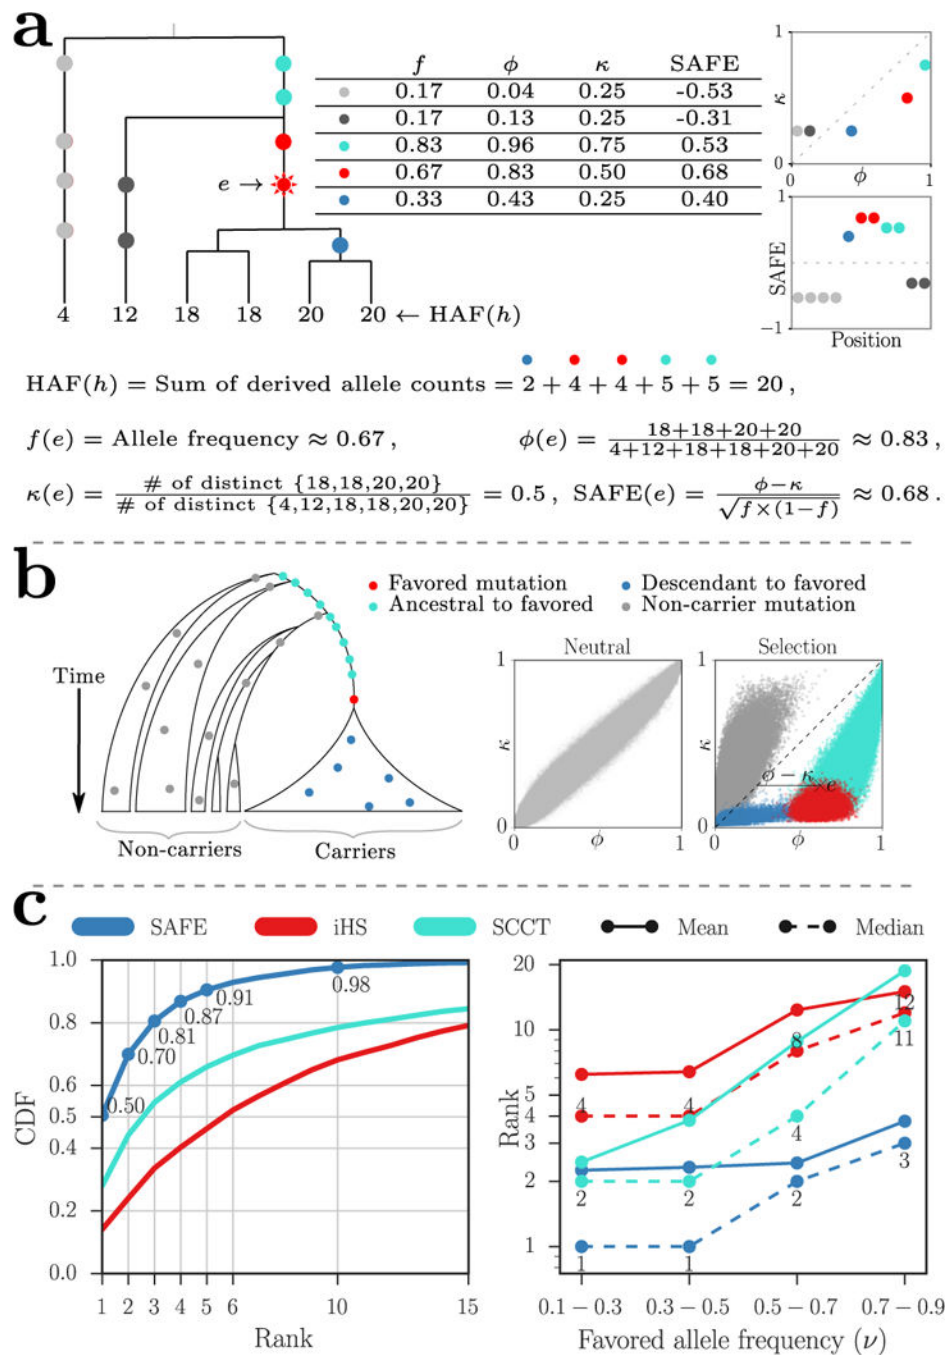 a
f ϕ κ SAFE
0.17 0.04 0.25 -0.53
0.17 0.13 0.25 -0.31
0.83 0.96 0.75 0.53
0.67 0.83 0.50 0.68
0.33 0.43 0.25 0.40
e →
4 12 18 18 20 20 ← HAF(h)
1
κ
0
0 ϕ 1
1
SAFE
-1
Position
HAF(h) = Sum of derived allele counts = 2 + 4 + 4 + 5 + 5 = 20 ,
f(e) = Allele frequency ≈ 0.67 , ϕ(e) = (18+18+20+20)/(4+12+18+18+20+20) ≈ 0.83 ,
κ(e) = (# of distinct {18,18,20,20})/(# of distinct {4,12,18,18,20,20}) = 0.5 , SAFE(e) = (ϕ−κ)/√(f×(1−f)) ≈ 0.68 .
b
Favored mutation Descendant to favored
Ancestral to favored Non-carrier mutation
Time
Non-carriers Carriers
Neutral
1
κ
0
0 ϕ 1
Selection
1
κ
ϕ − κ
e
0
0 ϕ 1
c
SAFE iHS SCCT Mean Median
1.0
0.8
0.6
0.5
0.4
0.2
0.0
CDF
0.50
0.70
0.81
0.87
0.91
0.98
1 2 3 4 5 6 10 15
Rank
20
10
5
4
3
2
1
Rank
4 4 8 12
2 2 4 11
1 1 2 3
0.1 − 0.3 0.3 − 0.5 0.5 − 0.7 0.7 − 0.9
Favored allele frequency (ν)